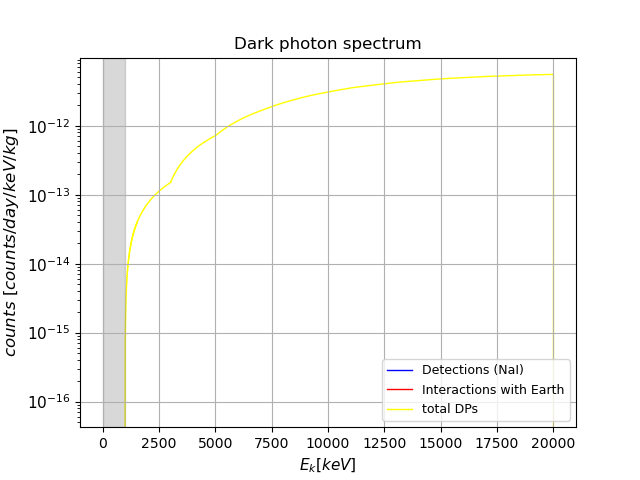 Dark photon spectrum
counts [counts/day/keV/kg]
10⁻¹²
10⁻¹³
10⁻¹⁴
10⁻¹⁵
10⁻¹⁶
Detections (NaI)
Interactions with Earth
total DPs
0 2500 5000 7500 10000 12500 15000 17500 20000
Eₖ[keV]